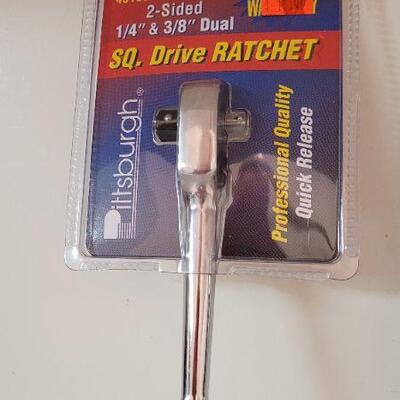 2-Sided
1/4" & 3/8" Dual
SQ. Drive RATCHET
Pittsburgh®
Professional Quality
Quick Release